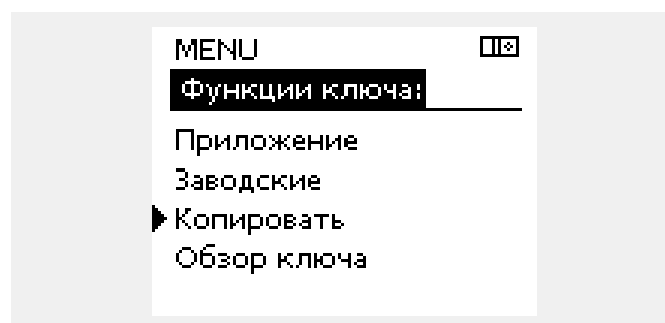 MENU
Функции ключа:
Приложение
Заводские
Копировать
Обзор ключа